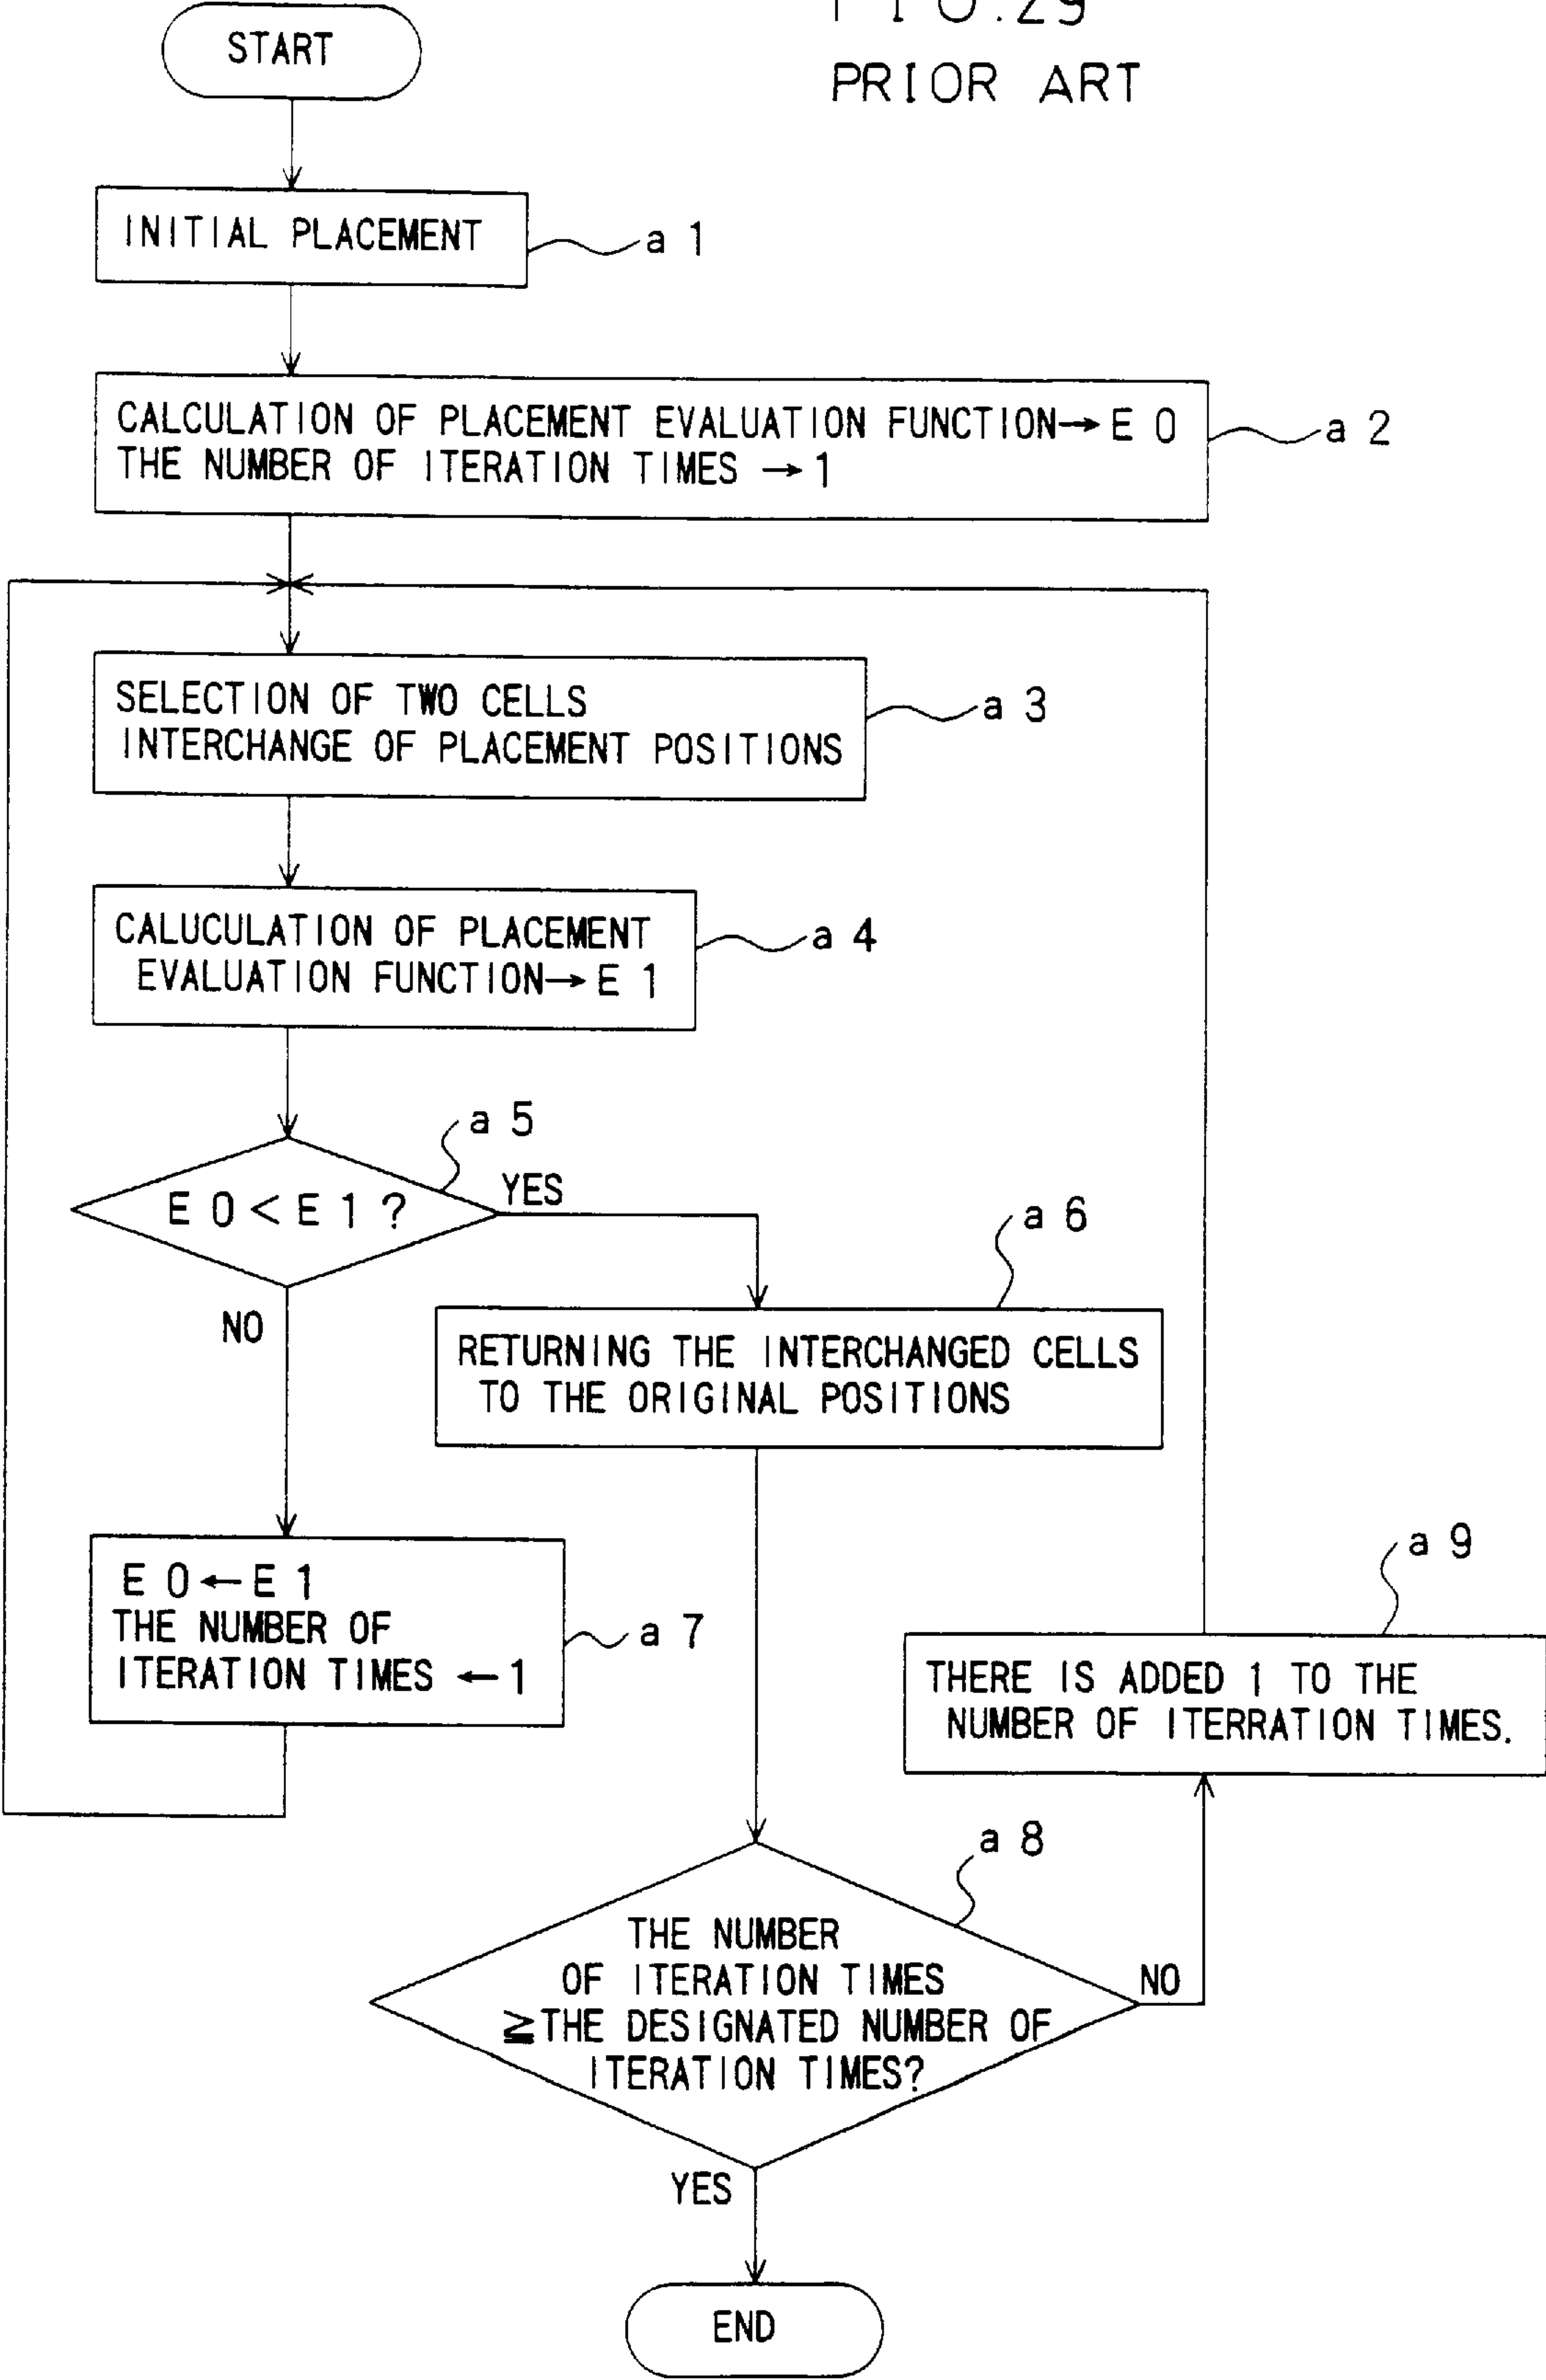 FIG.29
PRIOR ART
START
INITIAL PLACEMENT
a 1
CALCULATION OF PLACEMENT EVALUATION FUNCTION→E 0
THE NUMBER OF ITERATION TIMES →1
a 2
SELECTION OF TWO CELLS
INTERCHANGE OF PLACEMENT POSITIONS
a 3
CALUCULATION OF PLACEMENT
EVALUATION FUNCTION→E 1
a 4
a 5
E 0 < E 1 ?
YES
NO
a 6
RETURNING THE INTERCHANGED CELLS
TO THE ORIGINAL POSITIONS
E 0←E 1
THE NUMBER OF
ITERATION TIMES ←1
a 7
a 9
THERE IS ADDED 1 TO THE
NUMBER OF ITERRATION TIMES.
a 8
THE NUMBER
OF ITERATION TIMES
≧THE DESIGNATED NUMBER OF
ITERATION TIMES?
NO
YES
END